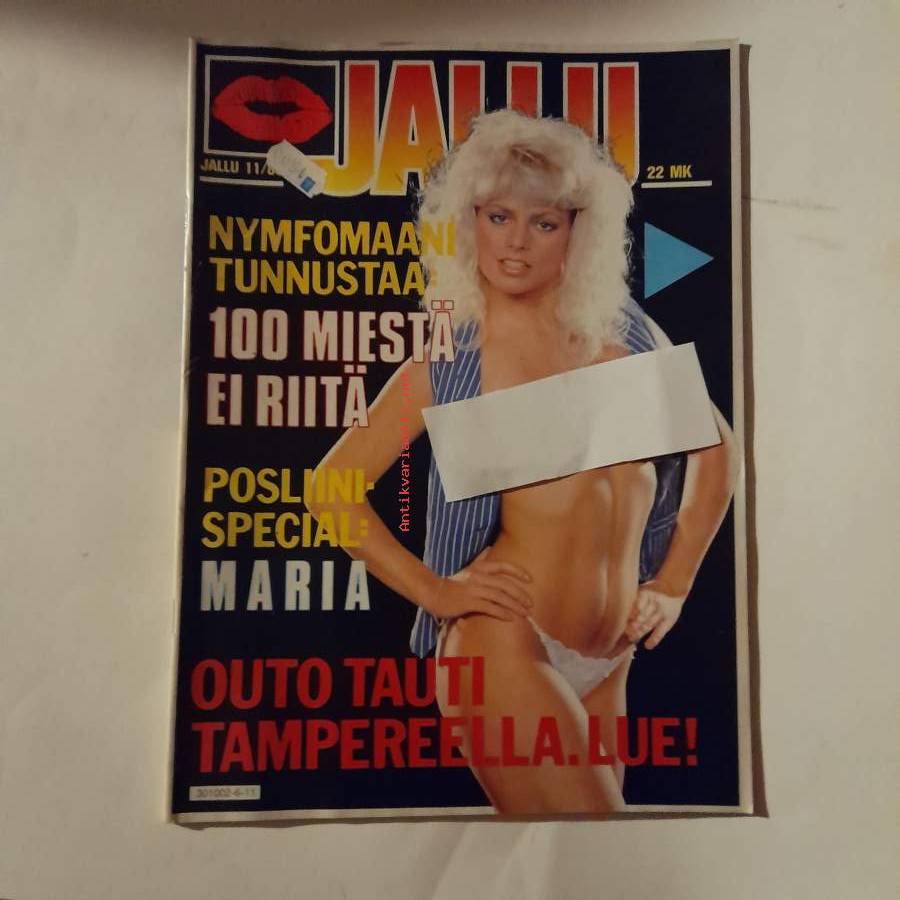 JALLU
JALLU 11/8
22 MK
NYMFOMAANI
TUNNUSTAA:
100 MIESTÄ
EI RIITÄ
POSLIINI-
SPECIAL:
MARIA
OUTO TAUTI
TAMPEREELLA. LUE!
301002-6-11